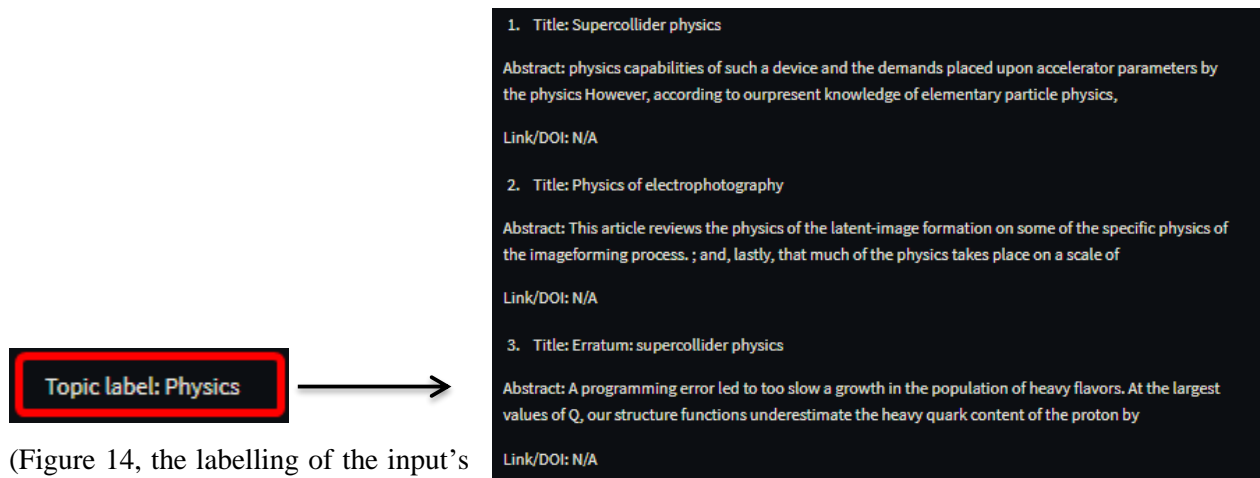 Topic label: Physics
(Figure 14, the labelling of the input's
1. Title: Supercollider physics
Abstract: physics capabilities of such a device and the demands placed upon accelerator parameters by
the physics However, according to ourpresent knowledge of elementary particle physics,
Link/DOI: N/A
2. Title: Physics of electrophotography
Abstract: This article reviews the physics of the latent-image formation on some of the specific physics of
the imageforming process. ; and, lastly, that much of the physics takes place on a scale of
Link/DOI: N/A
3. Title: Erratum: supercollider physics
Abstract: A programming error led to too slow a growth in the population of heavy flavors. At the largest
values of Q, our structure functions underestimate the heavy quark content of the proton by
Link/DOI: N/A